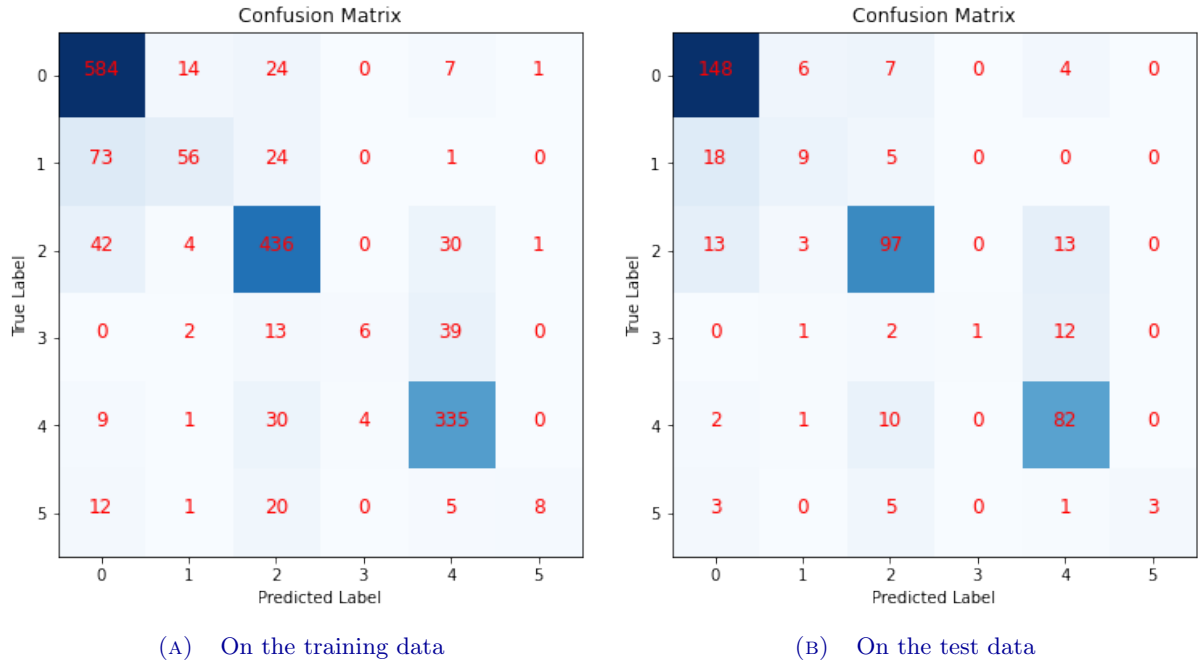 Confusion Matrix
0 584 14 24 0 7 1
1 73 56 24 0 1 0
2 42 4 436 0 30 1
3 0 2 13 6 39 0
4 9 1 30 4 335 0
5 12 1 20 0 5 8
0 1 2 3 4 5
Predicted Label
True Label
(A) On the training data
Confusion Matrix
0 148 6 7 0 4 0
1 18 9 5 0 0 0
2 13 3 97 0 13 0
3 0 1 2 1 12 0
4 2 1 10 0 82 0
5 3 0 5 0 1 3
0 1 2 3 4 5
Predicted Label
True Label
(B) On the test data